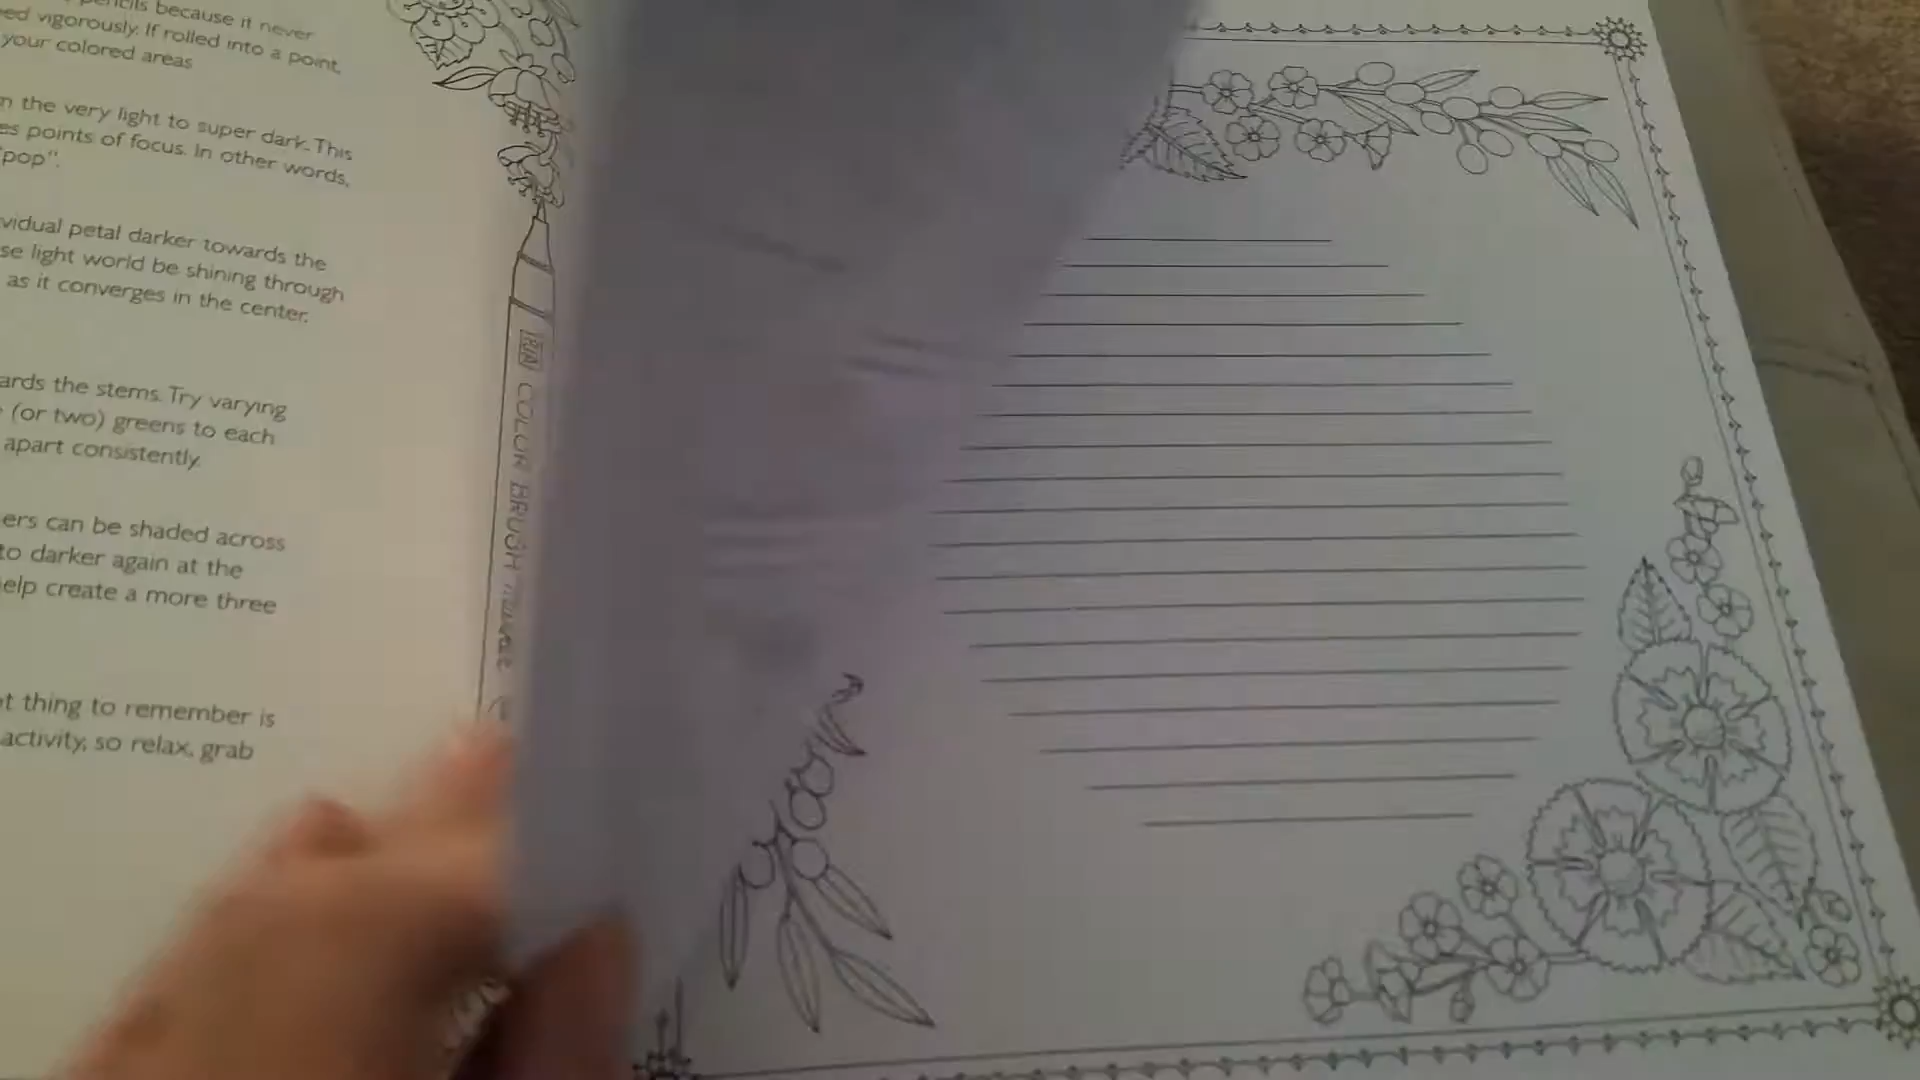 pencils because it never
ed vigorously. If rolled into a point,
your colored areas
n the very light to super dark. This
es points of focus. In other words,
"pop".
vidual petal darker towards the
se light world be shining through
as it converges in the center.
ards the stems. Try varying
(or two) greens to each
apart consistently.
ers can be shaded across
to darker again at the
elp create a more three
t thing to remember is
activity, so relax, grab
COLOR BRUSH